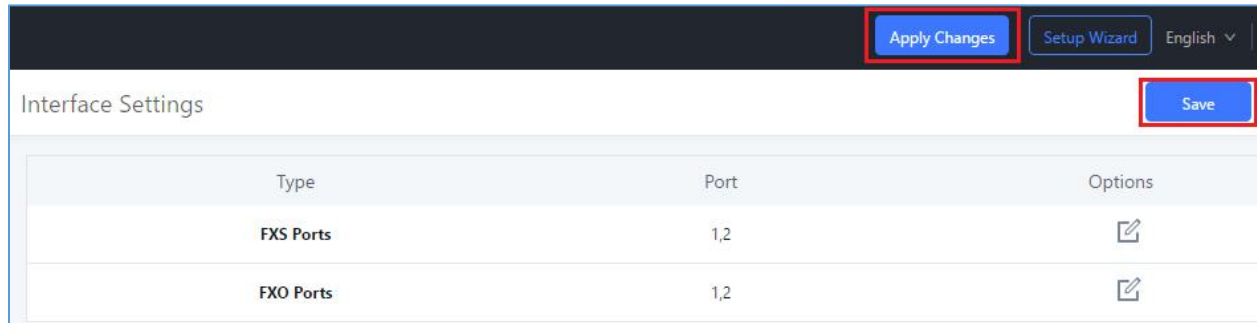 Apply Changes Setup Wizard English
Interface Settings Save
Type Port Options
FXS Ports 1,2
FXO Ports 1,2